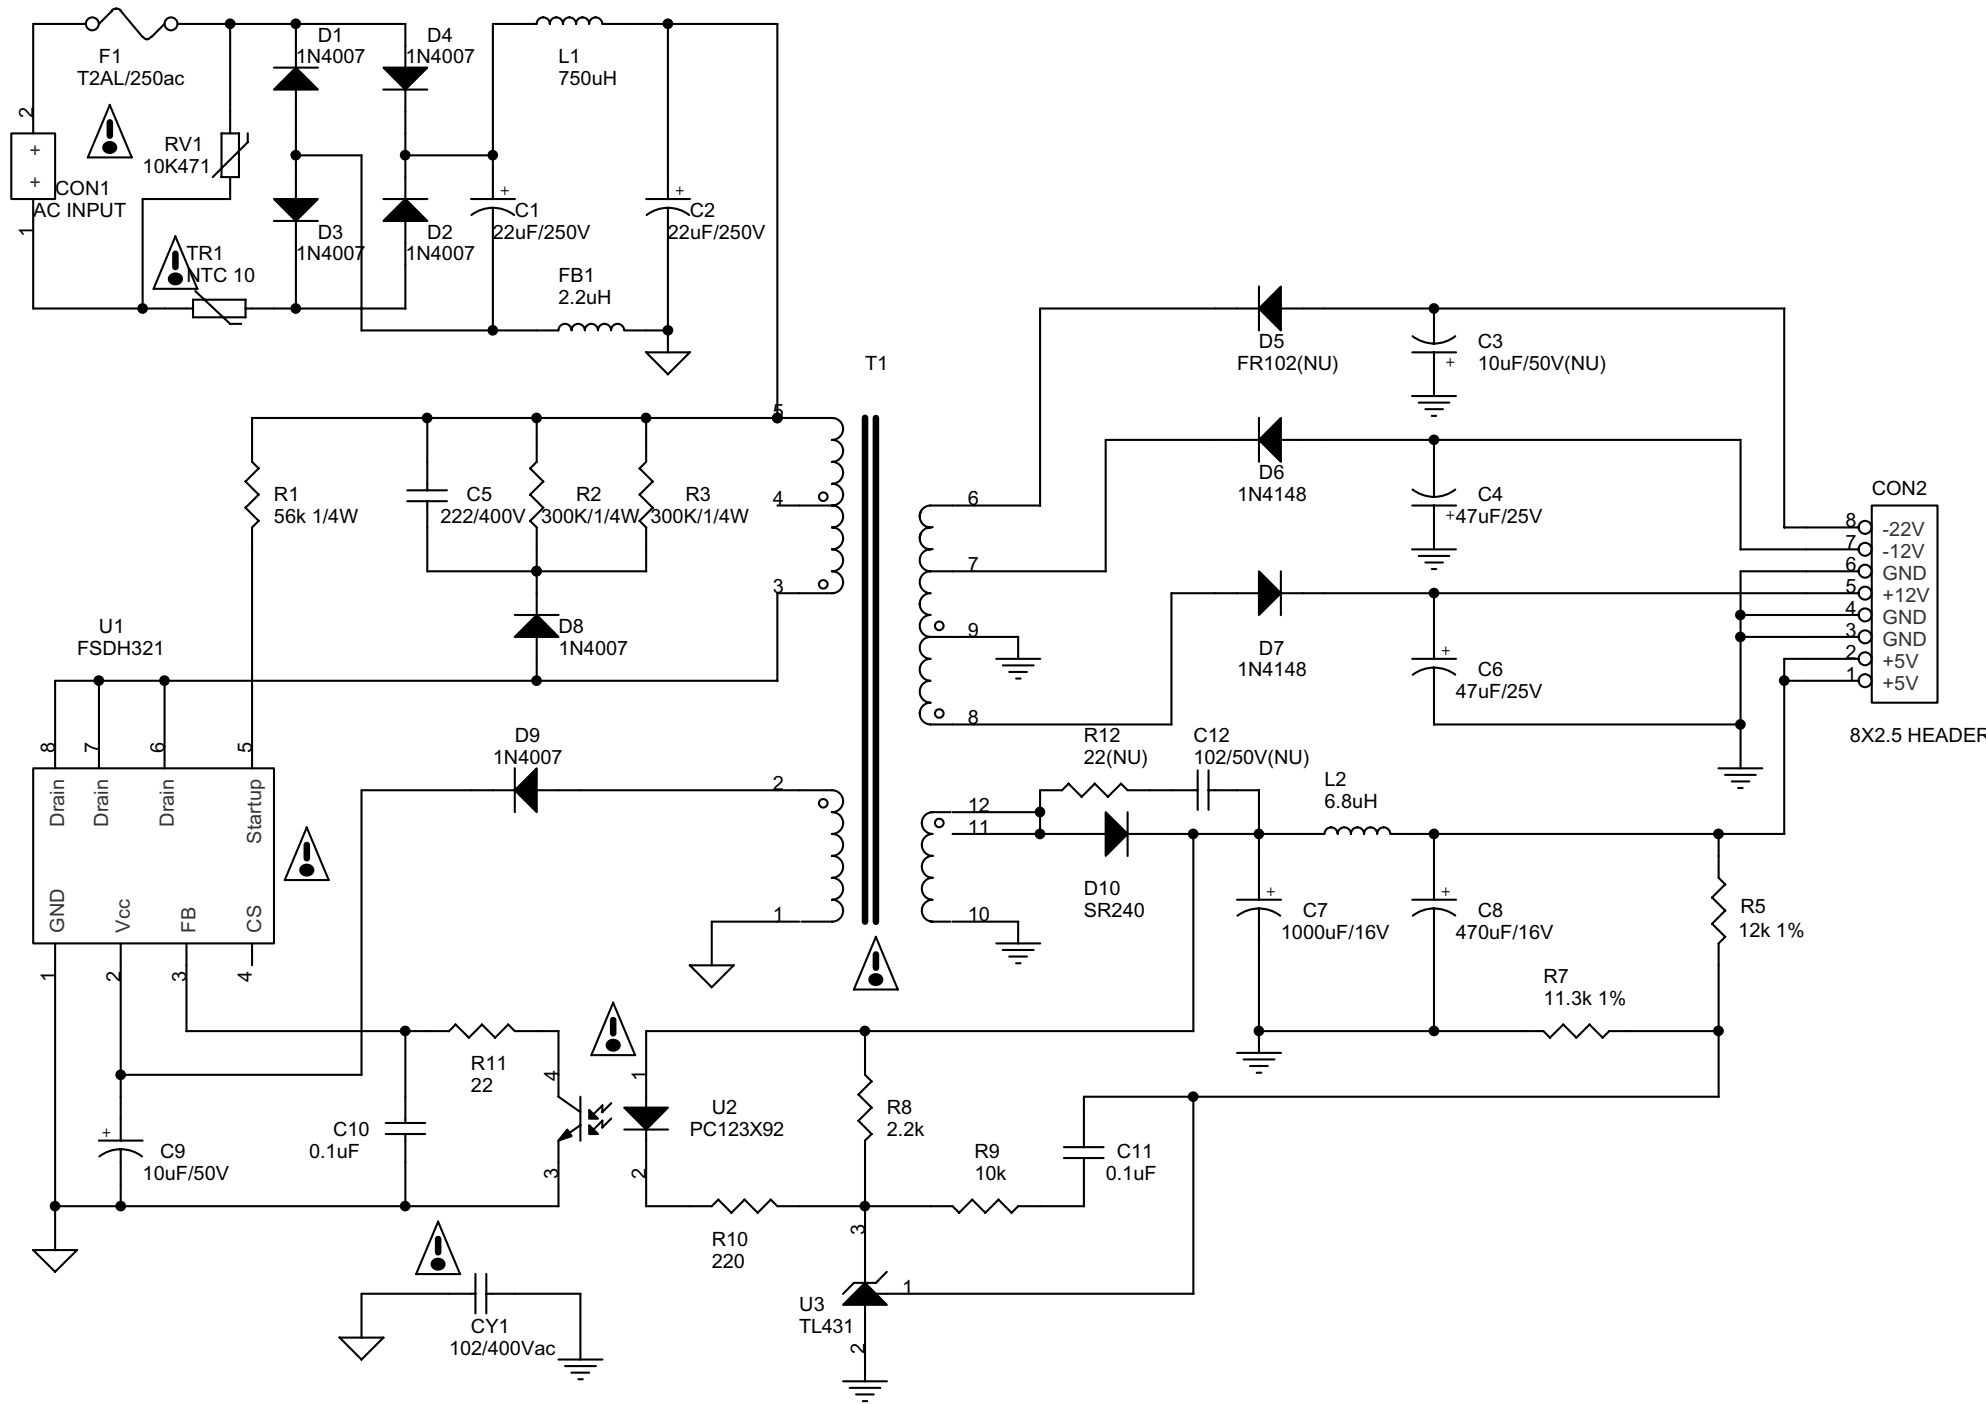 F1
T2AL/250ac
D1
1N4007
D4
1N4007
L1
750uH
2
+
+
CON1
AC INPUT
1
RV1
10K471
TR1
NTC 10
D3
1N4007
D2
1N4007
+
C1
22uF/250V
+
C2
22uF/250V
FB1
2.2uH
T1
D5
FR102(NU)
C3
10uF/50V(NU)
+
R1
56k 1/4W
C5
222/400V
R2
300K/1/4W
R3
300K/1/4W
5
4
3
6
7
9
8
D6
1N4148
C4
+
47uF/25V
D7
1N4148
+
C6
47uF/25V
CON2
8 -22V
7 -12V
6 GND
5 +12V
4 GND
3 GND
2 +5V
1 +5V
8X2.5 HEADER
D8
1N4007
U1
FSDH321
8
7
6
5
Drain
Drain
Drain
Startup
GND
Vcc
FB
CS
1
2
3
4
D9
1N4007
2
1
12
11
10
R12
22(NU)
C12
102/50V(NU)
L2
6.8uH
D10
SR240
+
C7
1000uF/16V
+
C8
470uF/16V
R5
12k 1%
R7
11.3k 1%
R11
22
4
3
1
2
U2
PC123X92
R8
2.2k
R9
10k
C11
0.1uF
+
C9
10uF/50V
C10
0.1uF
R10
220
CY1
102/400Vac
3
1
U3
TL431
2